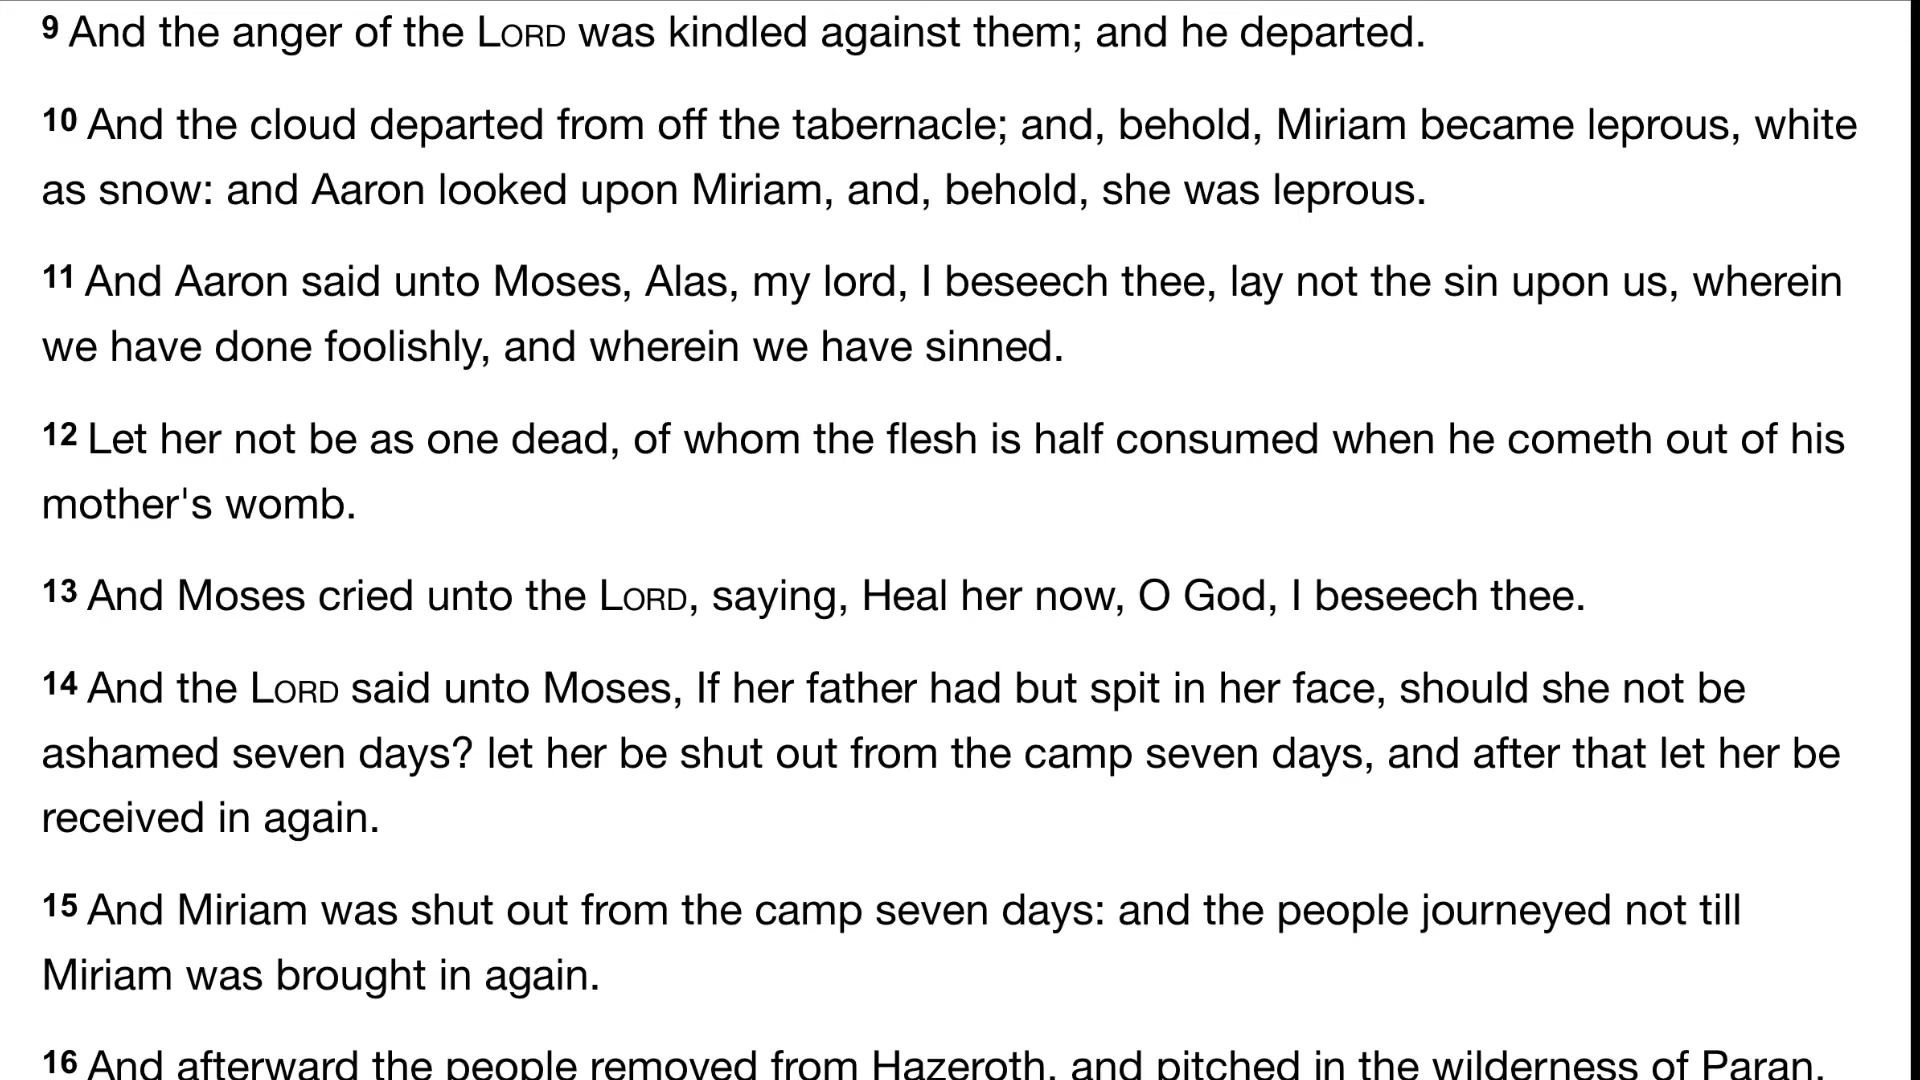 9 And the anger of the LORD was kindled against them; and he departed.
10 And the cloud departed from off the tabernacle; and, behold, Miriam became leprous, white
as snow: and Aaron looked upon Miriam, and, behold, she was leprous.
11 And Aaron said unto Moses, Alas, my lord, I beseech thee, lay not the sin upon us, wherein
we have done foolishly, and wherein we have sinned.
12 Let her not be as one dead, of whom the flesh is half consumed when he cometh out of his
mother's womb.
13 And Moses cried unto the LORD, saying, Heal her now, O God, I beseech thee.
14 And the LORD said unto Moses, If her father had but spit in her face, should she not be
ashamed seven days? let her be shut out from the camp seven days, and after that let her be
received in again.
15 And Miriam was shut out from the camp seven days: and the people journeyed not till
Miriam was brought in again.
16 And afterward the people removed from Hazeroth, and pitched in the wilderness of Paran.